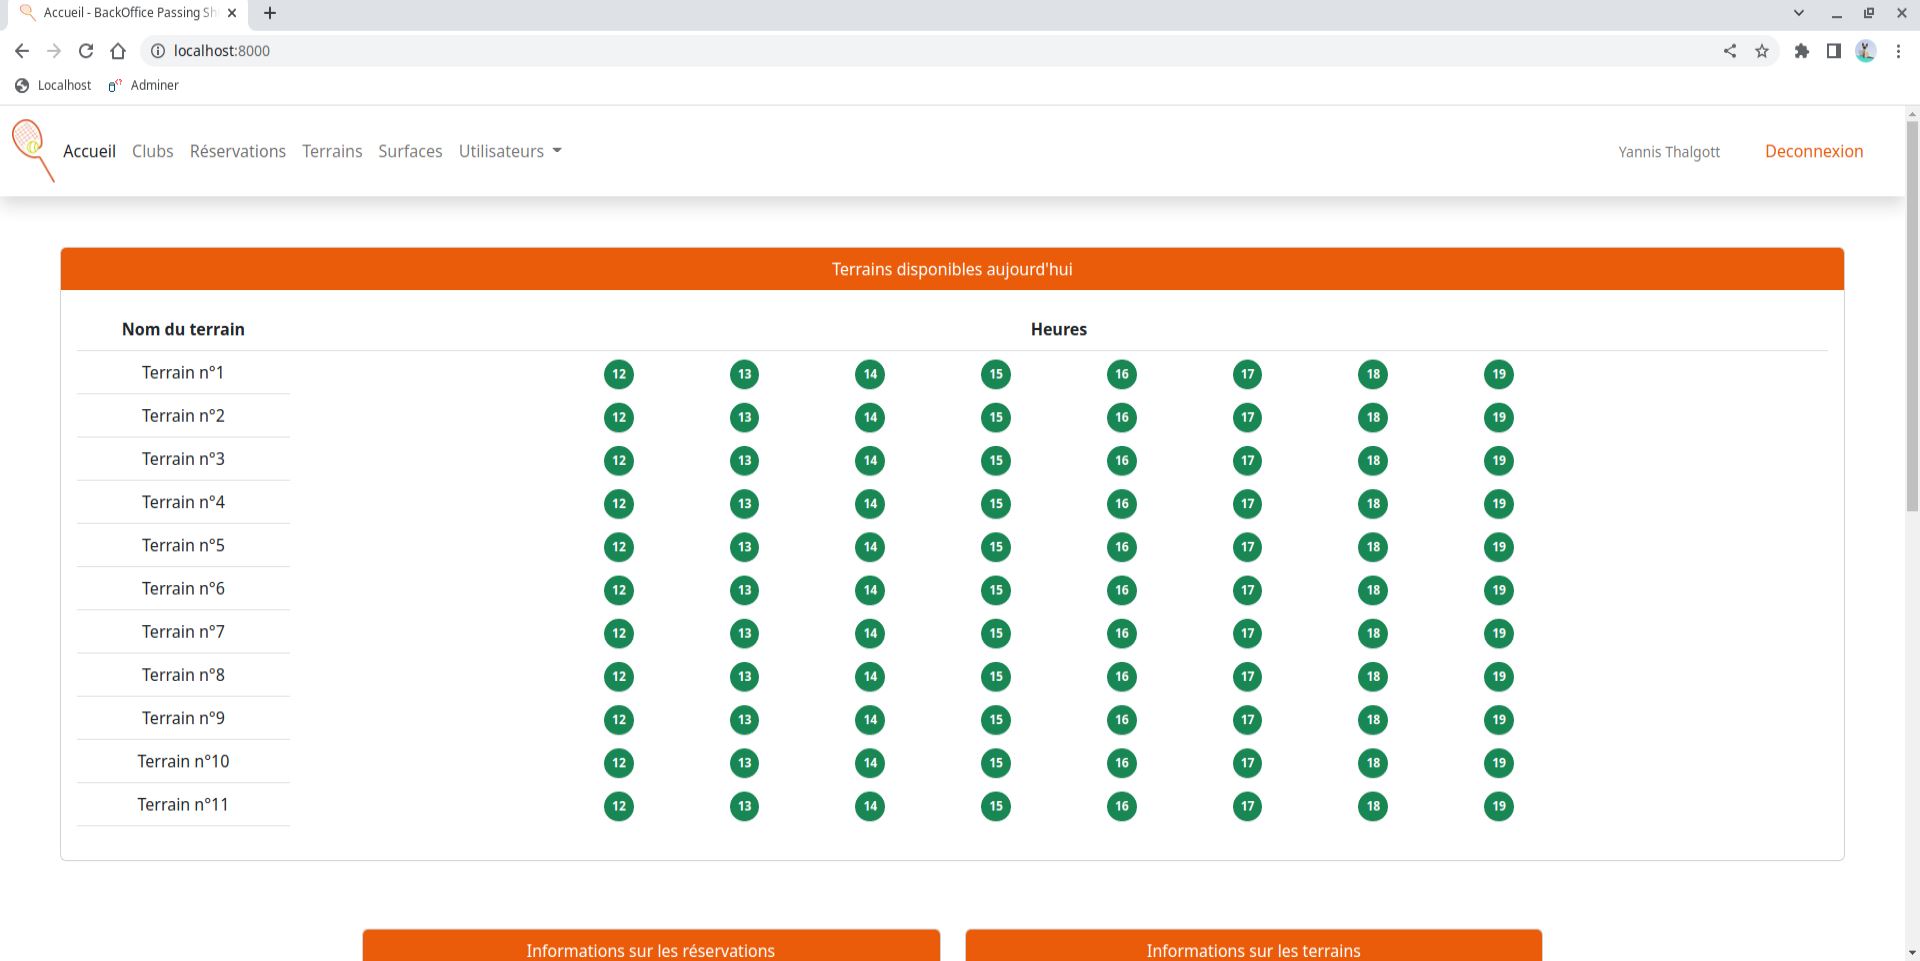 Accueil - BackOffice Passing Sh
localhost:8000
Localhost Adminer
Accueil Clubs Réservations Terrains Surfaces Utilisateurs Yannis Thalgott Deconnexion
Terrains disponibles aujourd'hui
Nom du terrain Heures
Terrain n°1 12 13 14 15 16 17 18 19
Terrain n°2 12 13 14 15 16 17 18 19
Terrain n°3 12 13 14 15 16 17 18 19
Terrain n°4 12 13 14 15 16 17 18 19
Terrain n°5 12 13 14 15 16 17 18 19
Terrain n°6 12 13 14 15 16 17 18 19
Terrain n°7 12 13 14 15 16 17 18 19
Terrain n°8 12 13 14 15 16 17 18 19
Terrain n°9 12 13 14 15 16 17 18 19
Terrain n°10 12 13 14 15 16 17 18 19
Terrain n°11 12 13 14 15 16 17 18 19
Informations sur les réservations Informations sur les terrains